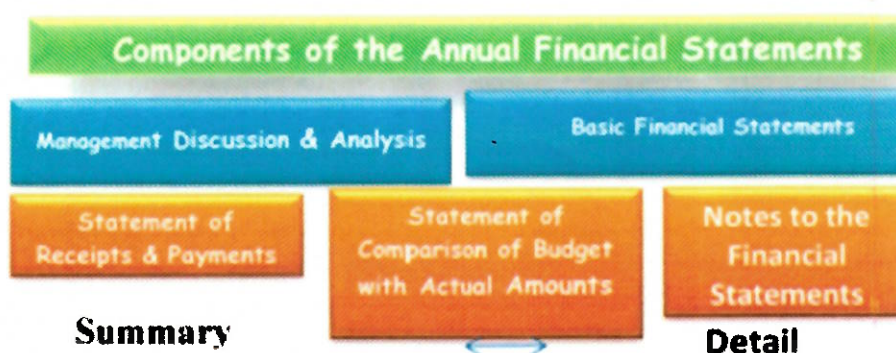 Components of the Annual Financial Statements
Management Discussion & Analysis
Basic Financial Statements
Statement of
Receipts & Payments
Statement of
Comparison of Budget
with Actual Amounts
Notes to the
Financial
Statements
Summary
Detail